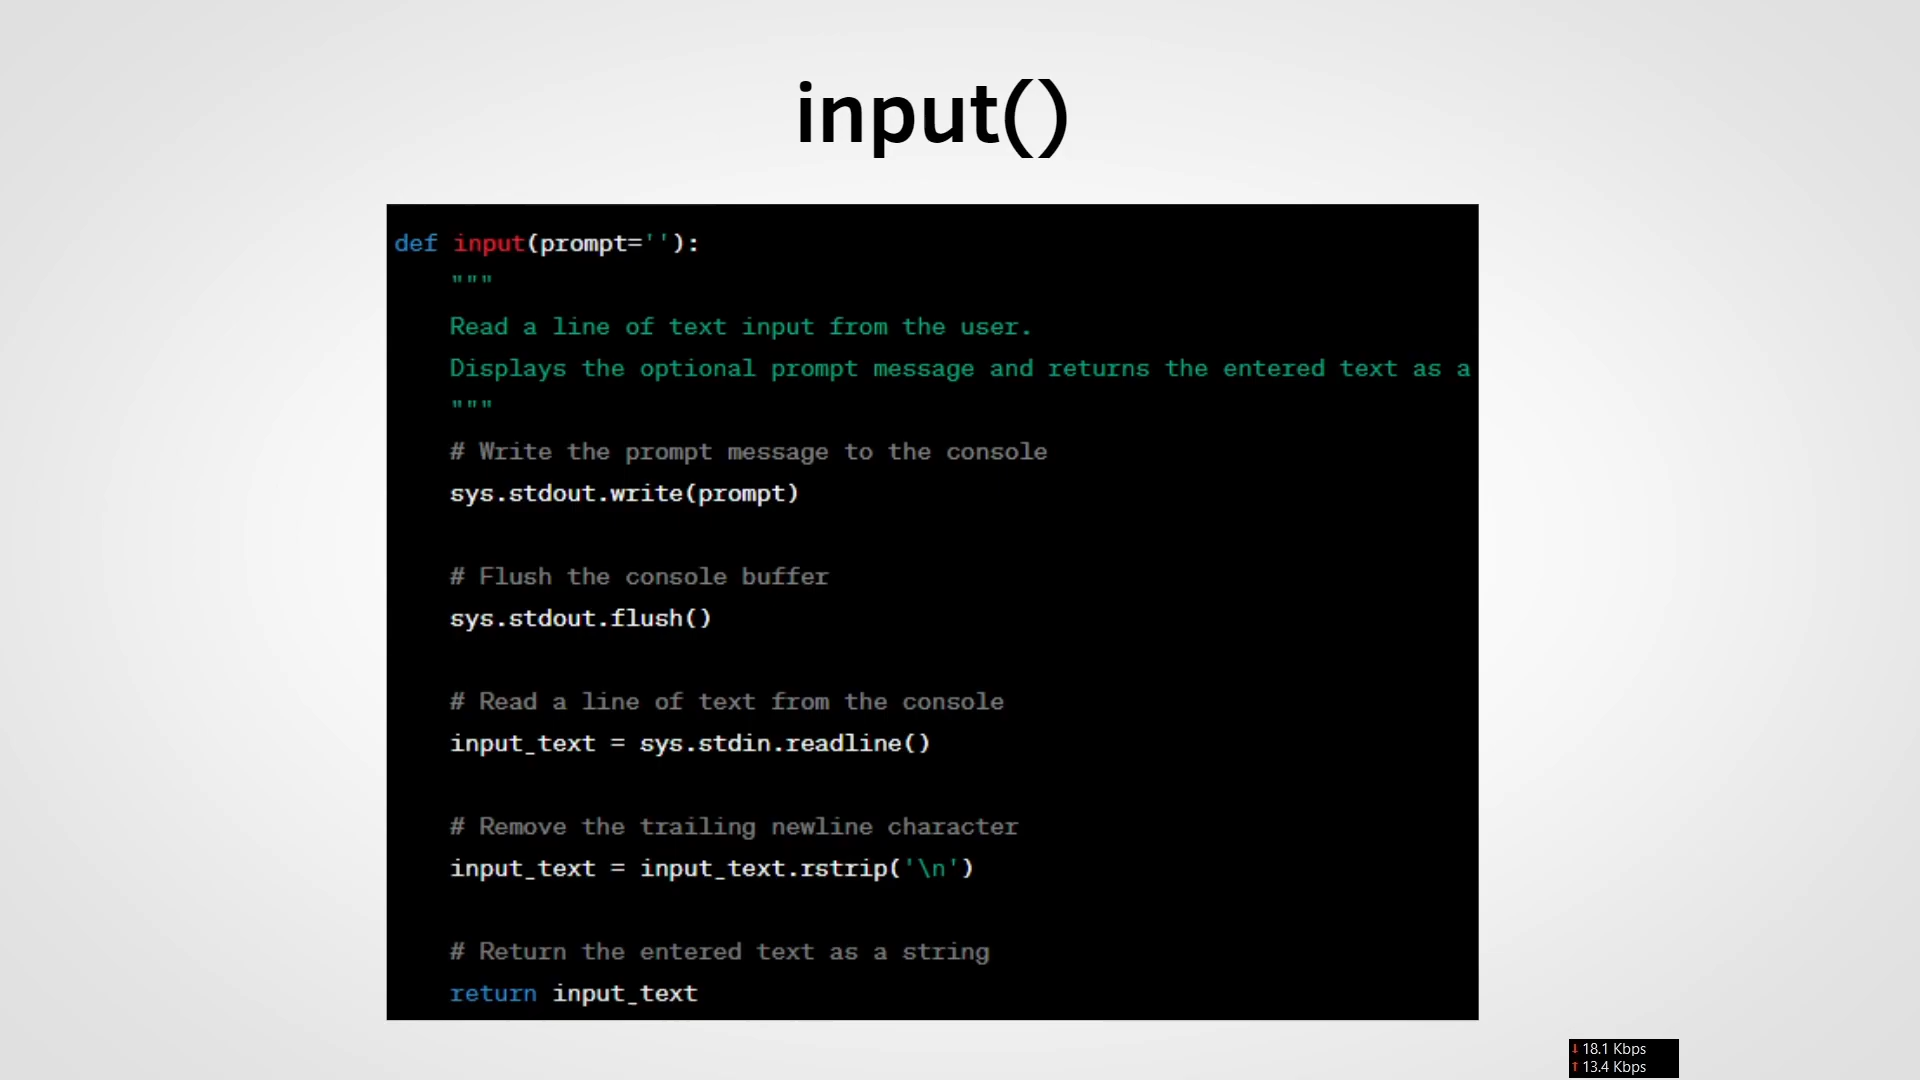 input()
def input(prompt=''):
"""
Read a line of text input from the user.
Displays the optional prompt message and returns the entered text as a
"""
# Write the prompt message to the console
sys.stdout.write(prompt)
# Flush the console buffer
sys.stdout.flush()
# Read a line of text from the console
input_text = sys.stdin.readline()
# Remove the trailing newline character
input_text = input_text.rstrip('\n')
# Return the entered text as a string
return input_text
↓ 18.1 Kbps
↑ 13.4 Kbps